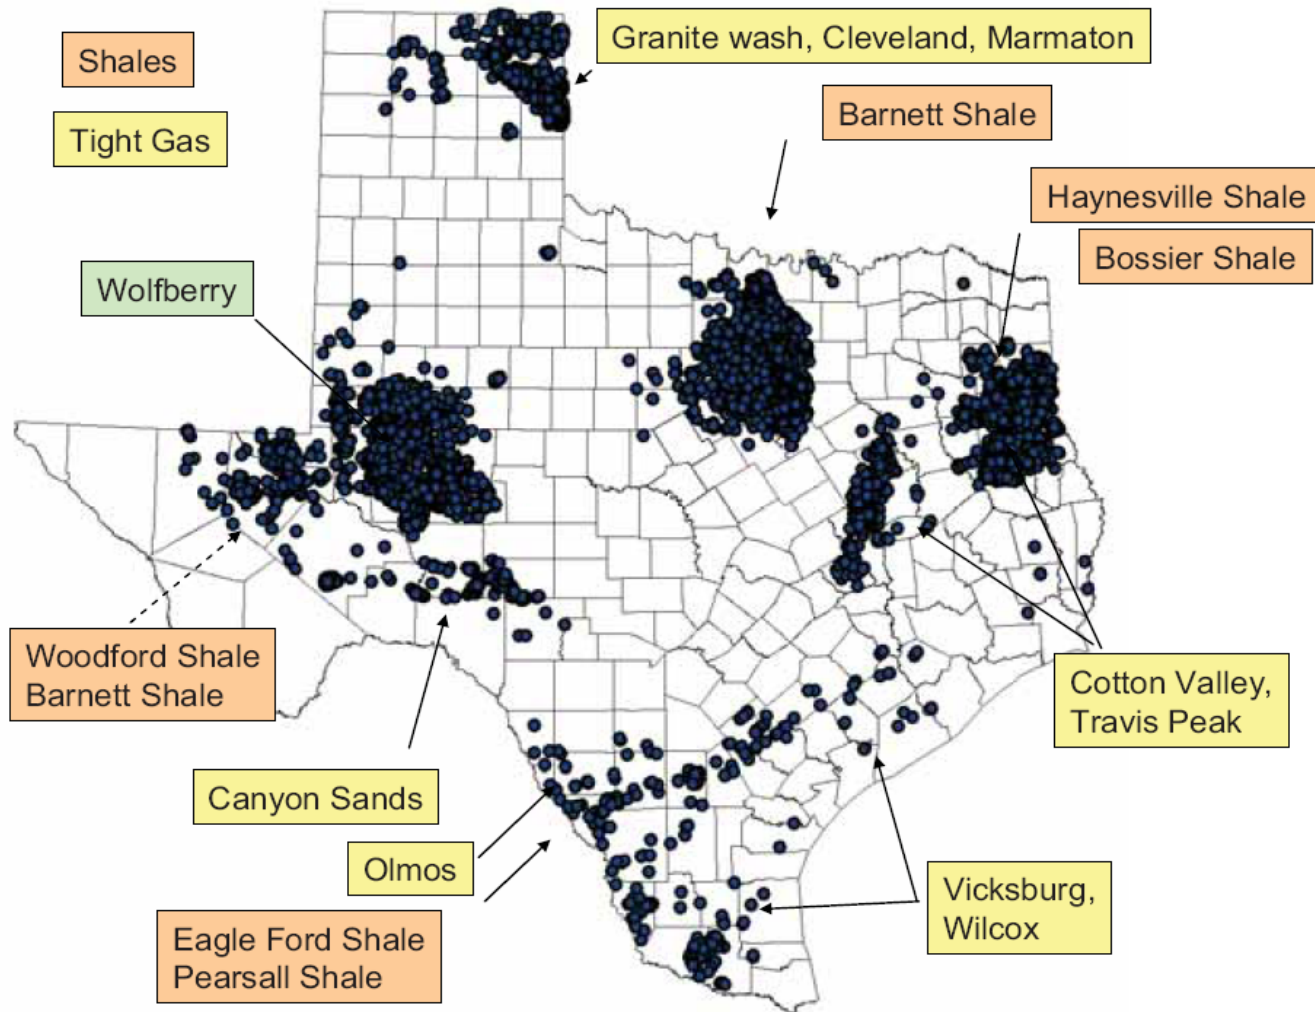 Shales
Granite wash, Cleveland, Marmaton
Tight Gas
Barnett Shale
Haynesville Shale
Bossier Shale
Wolfberry
Woodford Shale
Barnett Shale
Cotton Valley,
Travis Peak
Canyon Sands
Olmos
Vicksburg,
Wilcox
Eagle Ford Shale
Pearsall Shale